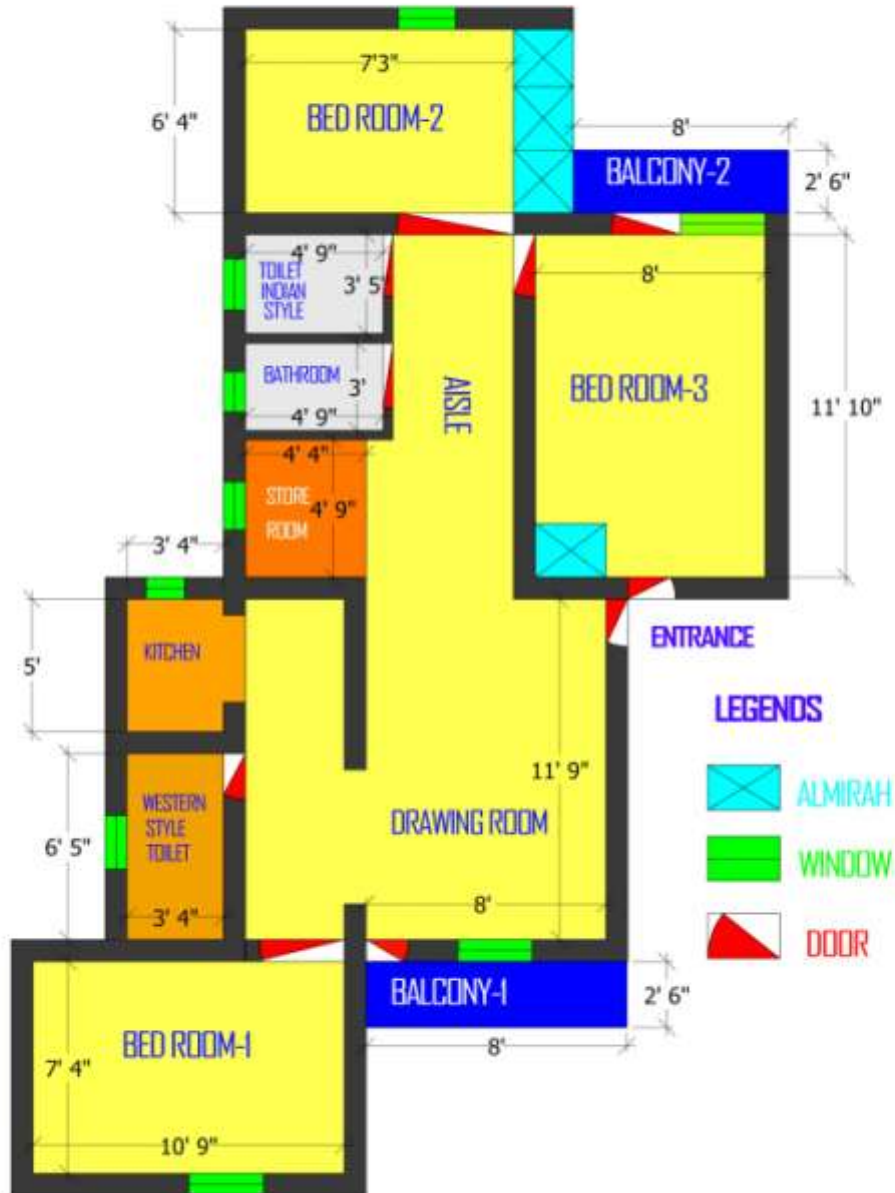 7'3"
6' 4"
BED ROOM-2
8'
BALCONY-2
2' 6"
4' 9"
TOILET
INDIAN
STYLE
3' 5"
8'
BATHROOM
3'
4' 9"
AISLE
BED ROOM-3
11' 10"
4' 4"
STORE
ROOM
4' 9"
3' 4"
KITCHEN
5'
ENTRANCE
LEGENDS
ALMIRAH
WINDOW
DOOR
11' 9"
DRAWING ROOM
WESTERN
STYLE
TOILET
6' 5"
3' 4"
8'
BALCONY-1
2' 6"
8'
BED ROOM-1
7' 4"
10' 9"